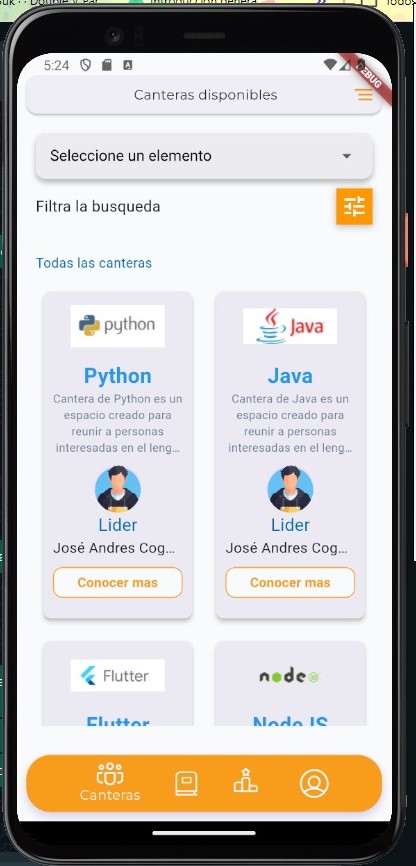 5:24
DEBUG
Canteras disponibles
Seleccione un elemento
Filtra la busqueda
Todas las canteras
python
Python
Cantera de Python es un
espacio creado para
reunir a personas
interesadas en el leng…
Lider
José Andres Cog…
Conocer mas
Java
Java
Cantera de Java es un
espacio creado para
reunir a personas
interesadas en el leng…
Lider
José Andres Cog…
Conocer mas
Flutter
Flutter
node
Node JS
Canteras